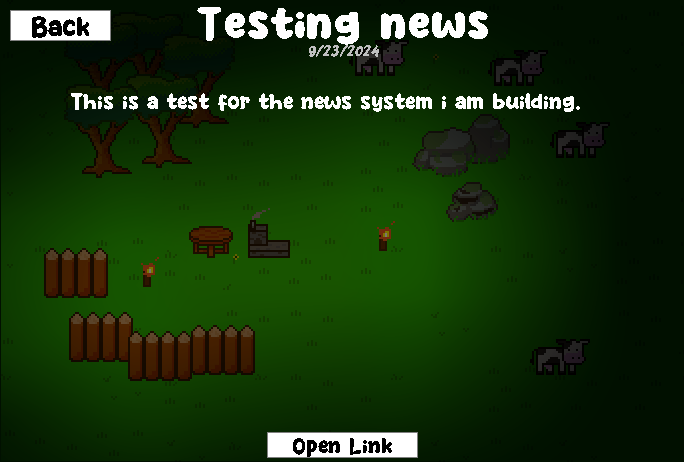 Back
Testing news
9/23/2024
This is a test for the news system i am building.
Open Link